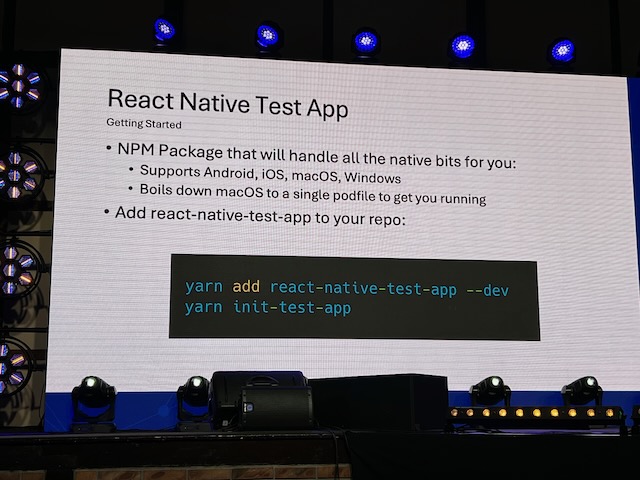 React Native Test App
Getting Started
• NPM Package that will handle all the native bits for you:
• Supports Android, iOS, macOS, Windows
• Boils down macOS to a single podfile to get you running
• Add react-native-test-app to your repo:
yarn add react-native-test-app --dev
yarn init-test-app